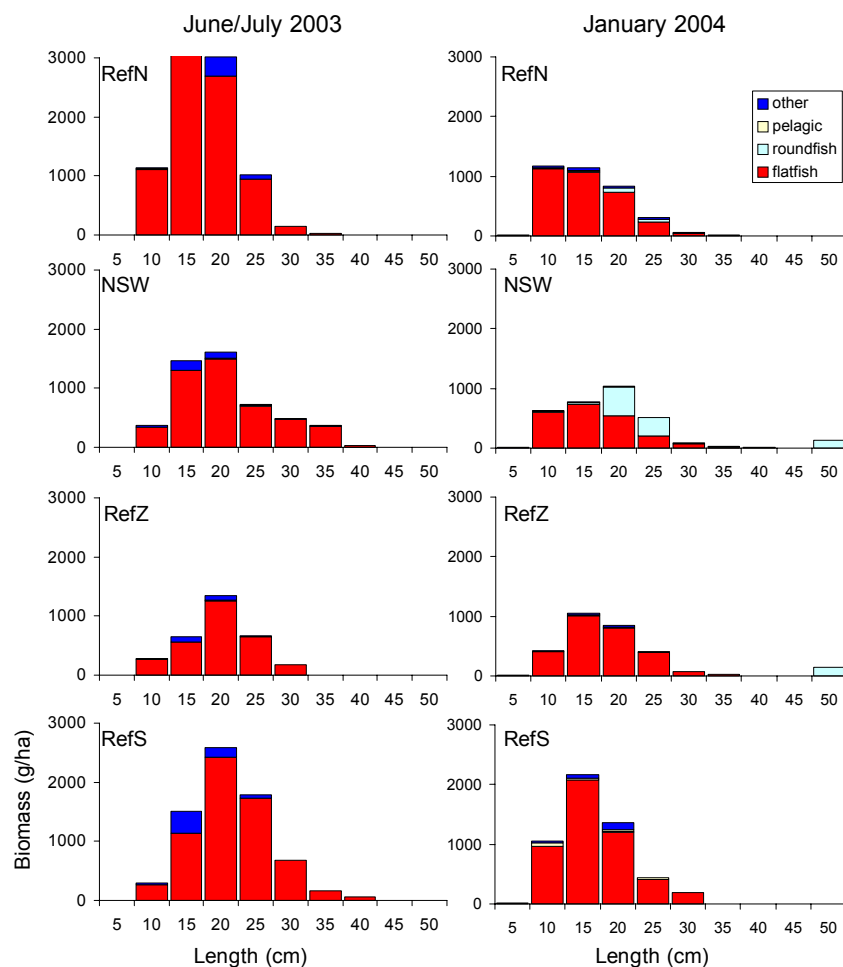 June/July 2003 January 2004
3000 RefN 3000 RefN
other
pelagic
roundfish
flatfish
2000 2000
1000 1000
0 0
5 10 15 20 25 30 35 40 45 50 5 10 15 20 25 30 35 40 45 50
3000 NSW 3000 NSW
2000 2000
1000 1000
0 0
5 10 15 20 25 30 35 40 45 50 5 10 15 20 25 30 35 40 45 50
3000 RefZ 3000 RefZ
2000 2000
1000 1000
0 0
5 10 15 20 25 30 35 40 45 50 5 10 15 20 25 30 35 40 45 50
3000 RefS 3000 RefS
2000 2000
1000 1000
0 0
Biomass (g/ha)
5 10 15 20 25 30 35 40 45 50 5 10 15 20 25 30 35 40 45 50
Length (cm) Length (cm)